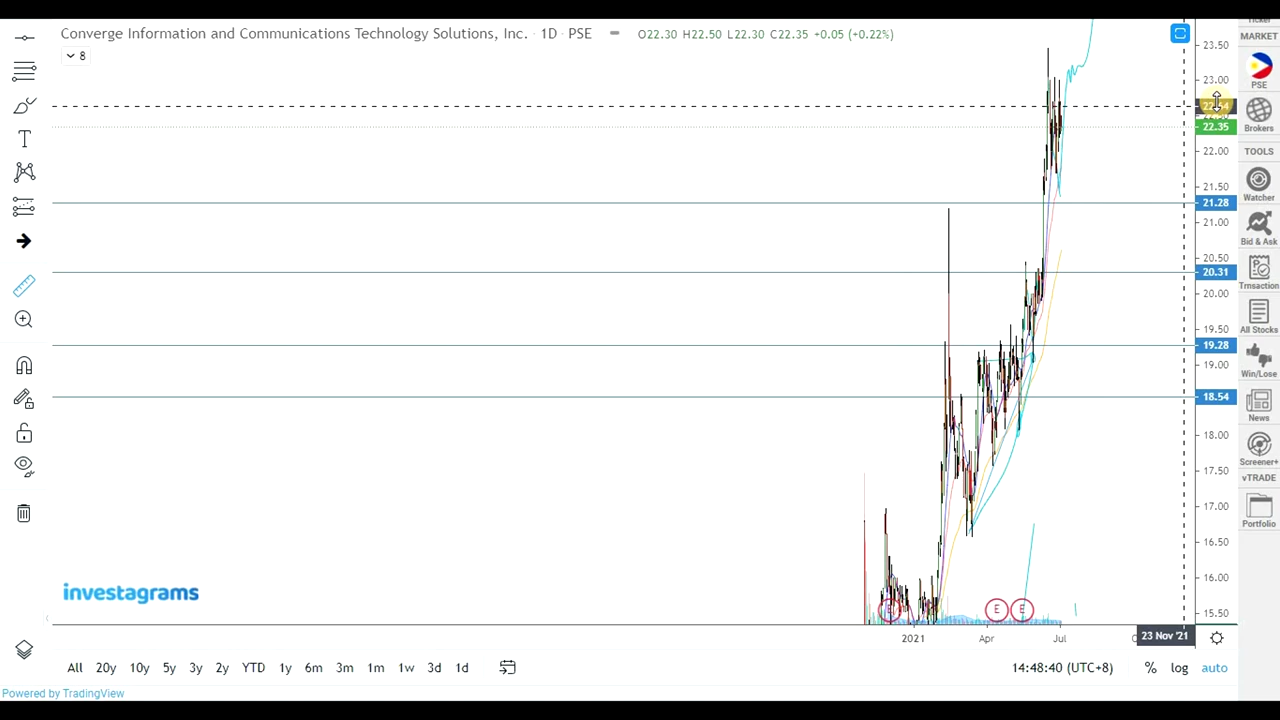 Converge Information and Communications Technology Solutions, Inc. · 1D · PSE
O22.30 H22.50 L22.30 C22.35 +0.05 (+0.22%)
8
MARKET
PSE
Brokers
TOOLS
Watcher
Bid & Ask
Trnsaction
All Stocks
Win/Lose
News
Screener+
vTRADE
Portfolio
23.50
23.00
22.54
22.35
22.00
21.50
21.28
21.00
20.50
20.31
20.00
19.50
19.28
19.00
18.54
18.00
17.50
17.00
16.50
16.00
15.50
T
investagrams
E
E
E
2021
Apr
Jul
23 Nov '21
All 20y 10y 5y 3y 2y YTD 1y 6m 3m 1m 1w 3d 1d
14:48:40 (UTC+8)
% log auto
Powered by TradingView